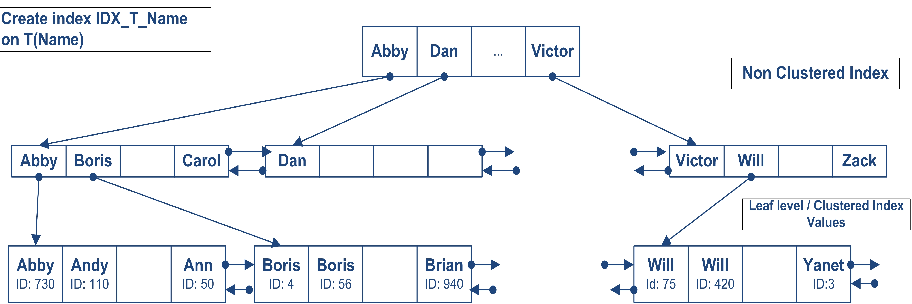 Create index IDX_T_Name
on T(Name)
Abby Dan ... Victor
Non Clustered Index
Abby Boris Carol Dan Victor Will Zack
Leaf level / Clustered Index
Values
Abby Andy Ann Boris Boris Brian Will Will Yanet
ID: 730 ID: 110 ID: 50 ID: 4 ID: 56 ID: 940 Id: 75 ID: 420 ID:3